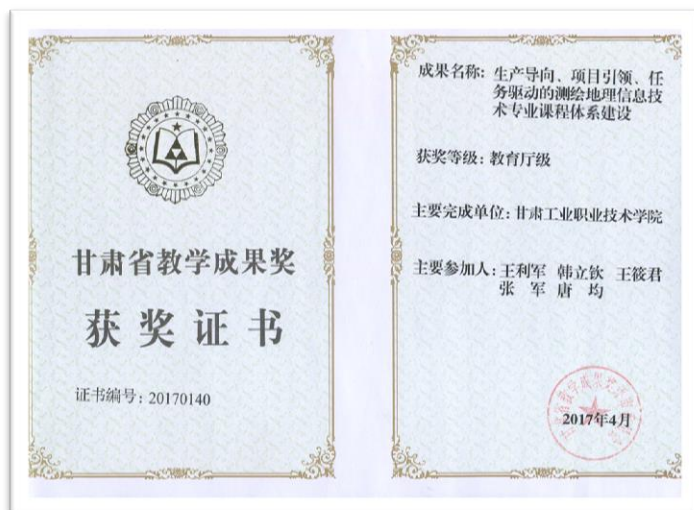 甘肃省教学成果奖
获奖证书
证书编号：20170140
成果名称：生产导向、项目引领、任
务驱动的测绘地理信息技
术专业课程体系建设
获奖等级：教育厅级
主要完成单位：甘肃工业职业技术学院
主要参加人：王利军 韩立钦 王筱君
张 军 唐 均
2017年4月